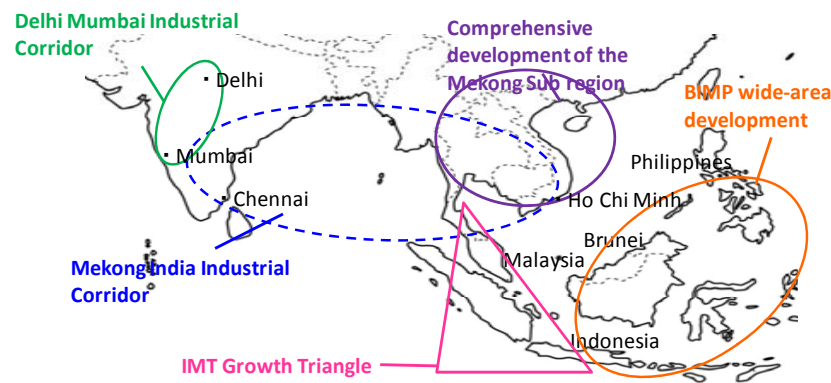 Delhi Mumbai Industrial
Corridor
Comprehensive
development of the
Mekong Sub region
BIMP wide-area
development
Delhi
Mumbai
Philippines
Chennai
Ho Chi Minh
Brunei
Malaysia
Mekong India Industrial
Corridor
Indonesia
IMT Growth Triangle